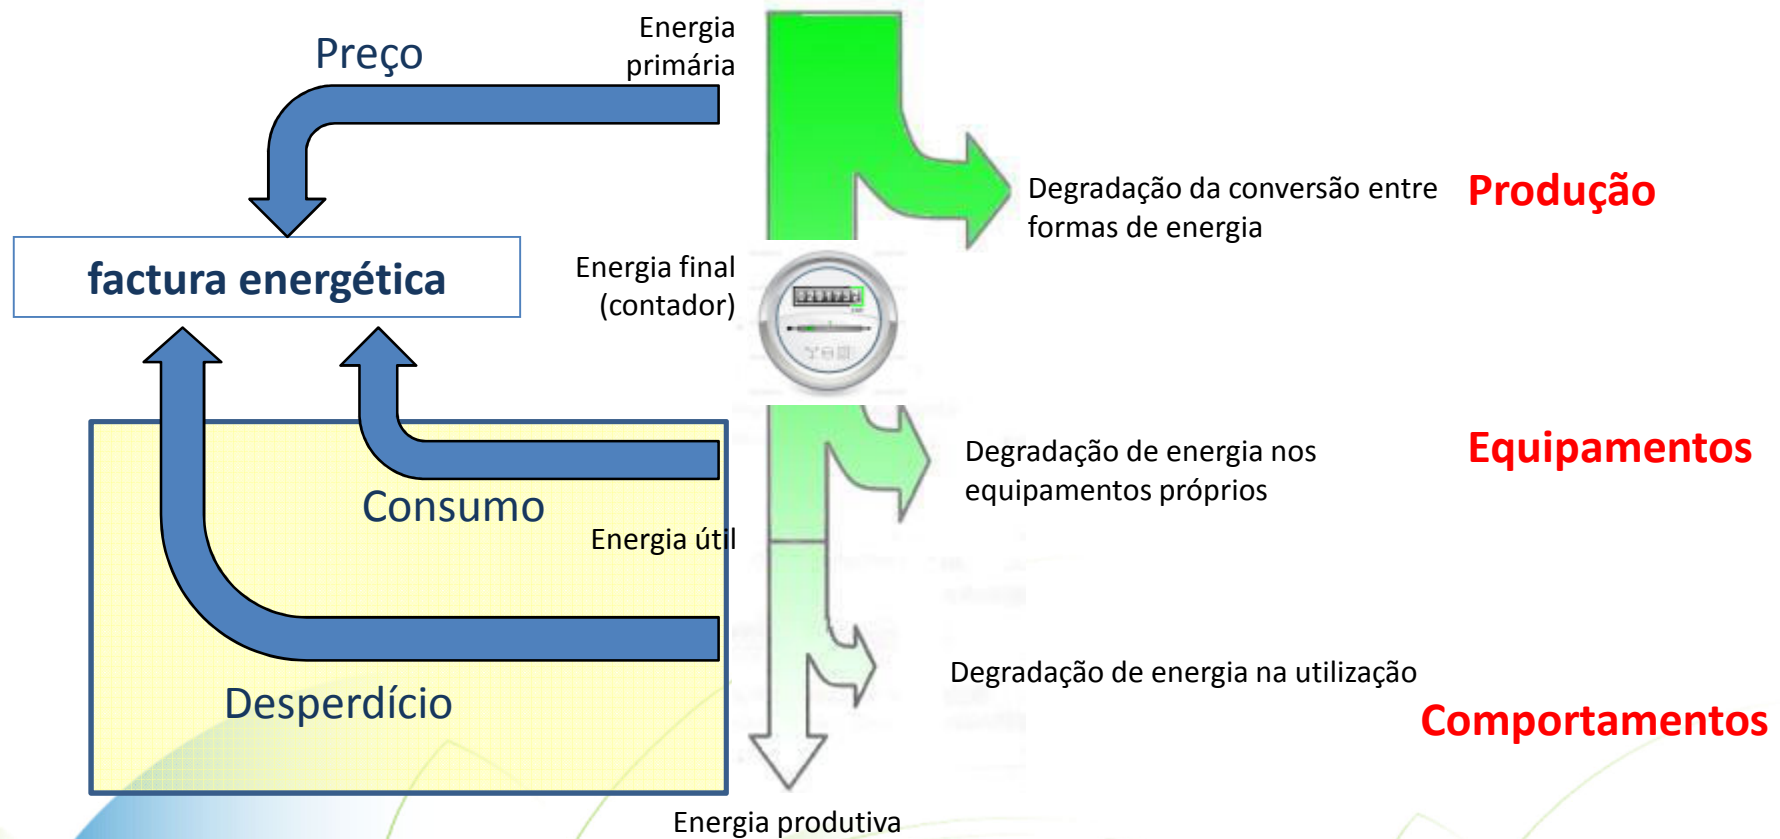 Energia
primária
Preço
Degradação da conversão entre
formas de energia
Produção
factura energética
Energia final
(contador)
Degradação de energia nos
equipamentos próprios
Equipamentos
Consumo
Energia útil
Degradação de energia na utilização
Desperdício
Comportamentos
Energia produtiva